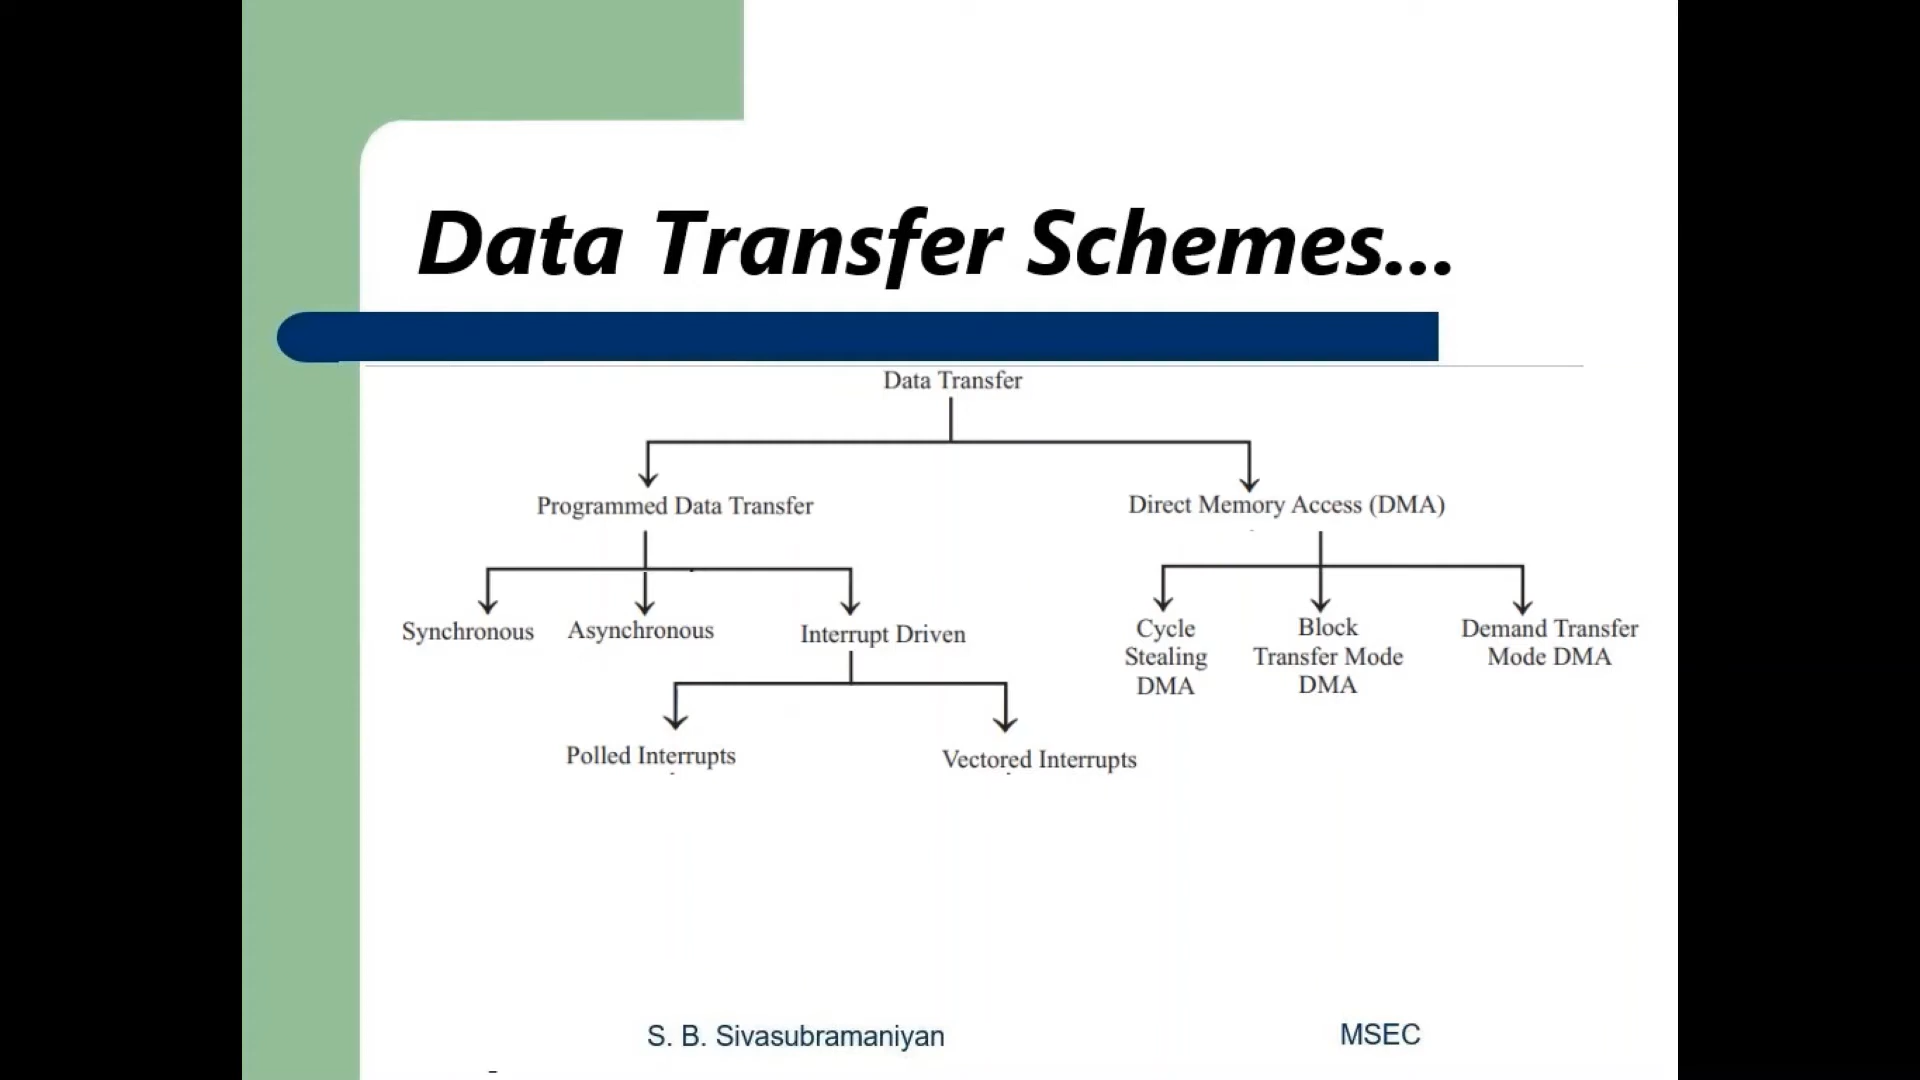 Data Transfer Schemes...
Data Transfer
Programmed Data Transfer
Direct Memory Access (DMA)
Synchronous
Asynchronous
Interrupt Driven
Cycle
Stealing
DMA
Block
Transfer Mode
DMA
Demand Transfer
Mode DMA
Polled Interrupts
Vectored Interrupts
S. B. Sivasubramaniyan
MSEC